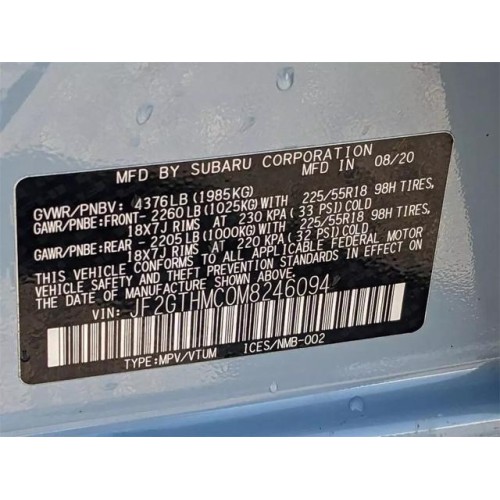 MFD BY SUBARU CORPORATION
MFD IN 08/20
GVWR/PNBV: 4376LB(1985KG)
GAWR/PNBE:FRONT- 2260LB(1025KG)WITH 225/55R18 98H TIRES,
18X7J RIMS AT 230 KPA(33 PSI)COLD
GAWR/PNBE:REAR - 2205LB(1000KG)WITH 225/55R18 98H TIRES,
18X7J RIMS AT 220 KPA(32 PSI)COLD
THIS VEHICLE CONFORMS TO ALL APPLICABLE FEDERAL MOTOR
VEHICLE SAFETY AND THEFT PREVENTION STANDARDS IN EFFECT ON
THE DATE OF MANUFACTURE SHOWN ABOVE.
VIN: JF2GTHMC0M8246094
TYPE:MPV/VTUM ICES/NMB-002